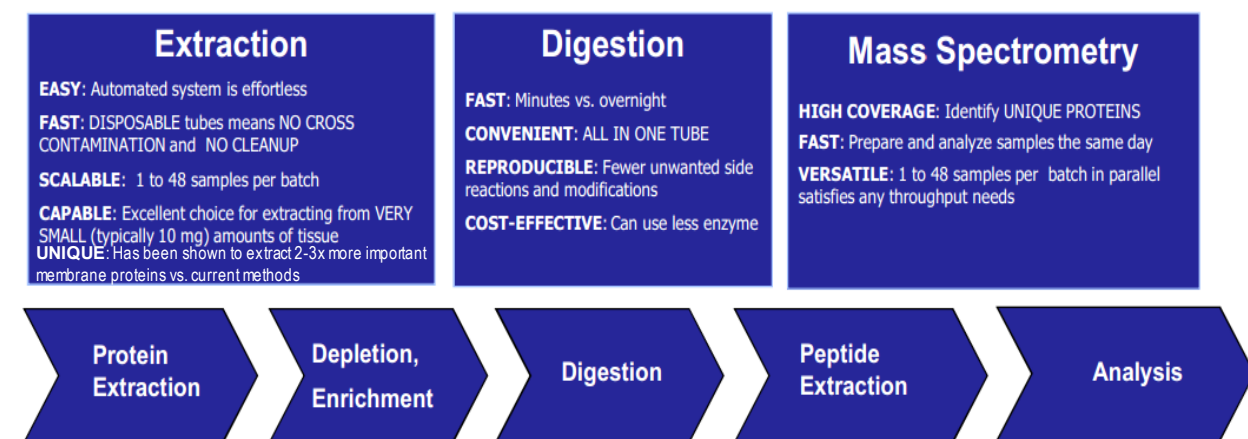 Extraction
EASY: Automated system is effortless
FAST: DISPOSABLE tubes means NO CROSS
CONTAMINATION and NO CLEANUP
SCALABLE: 1 to 48 samples per batch
CAPABLE: Excellent choice for extracting from VERY
SMALL (typically 10 mg) amounts of tissue
UNIQUE: Has been shown to extract 2-3x more important
membrane proteins vs. current methods
Digestion
FAST: Minutes vs. overnight
CONVENIENT: ALL IN ONE TUBE
REPRODUCIBLE: Fewer unwanted side
reactions and modifications
COST-EFFECTIVE: Can use less enzyme
Mass Spectrometry
HIGH COVERAGE: Identify UNIQUE PROTEINS
FAST: Prepare and analyze samples the same day
VERSATILE: 1 to 48 samples per batch in parallel
satisfies any throughput needs
Protein
Extraction
Depletion,
Enrichment
Digestion
Peptide
Extraction
Analysis